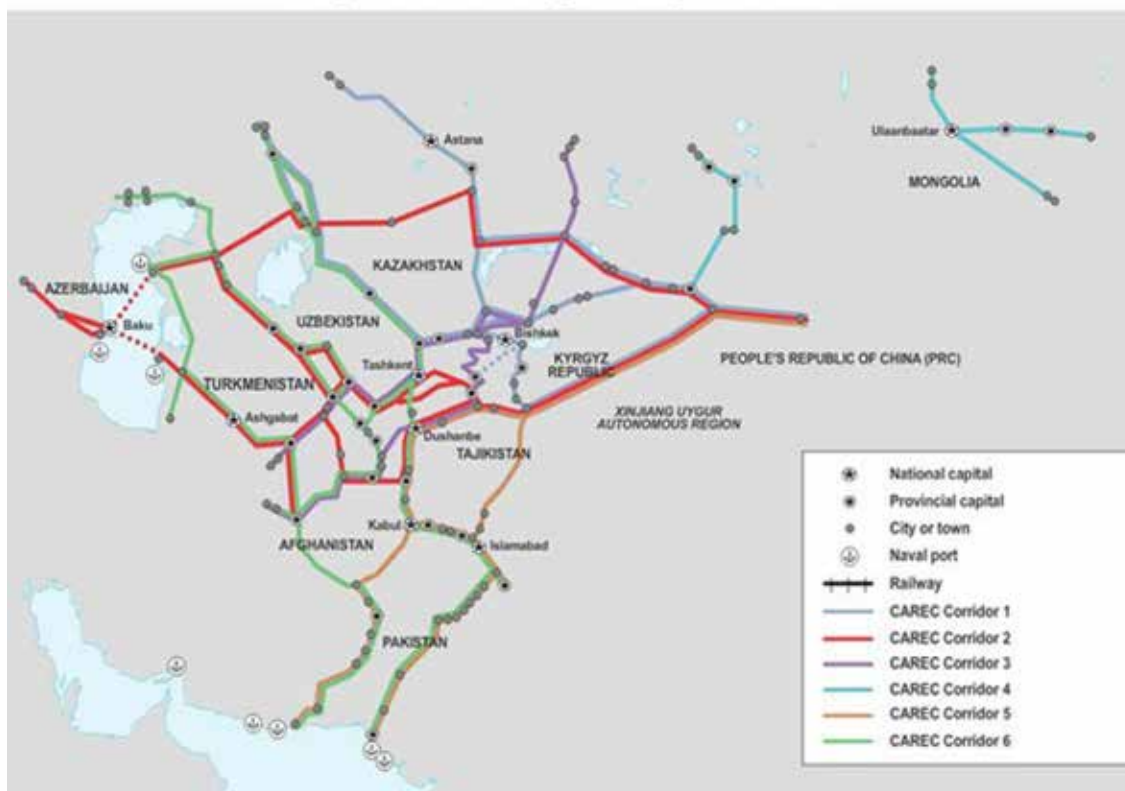 Astana
Ulaanbaatar
MONGOLIA
KAZAKHSTAN
AZERBAIJAN
Baku
UZBEKISTAN
Bishkek
KYRGYZ
REPUBLIC
PEOPLE'S REPUBLIC OF CHINA (PRC)
Tashkent
TURKMENISTAN
XINJIANG UYGUR
AUTONOMOUS REGION
Ashgabat
Dushanbe
TAJIKISTAN
Kabul
AFGHANISTAN
Islamabad
PAKISTAN
National capital
Provincial capital
City or town
Naval port
Railway
CAREC Corridor 1
CAREC Corridor 2
CAREC Corridor 3
CAREC Corridor 4
CAREC Corridor 5
CAREC Corridor 6